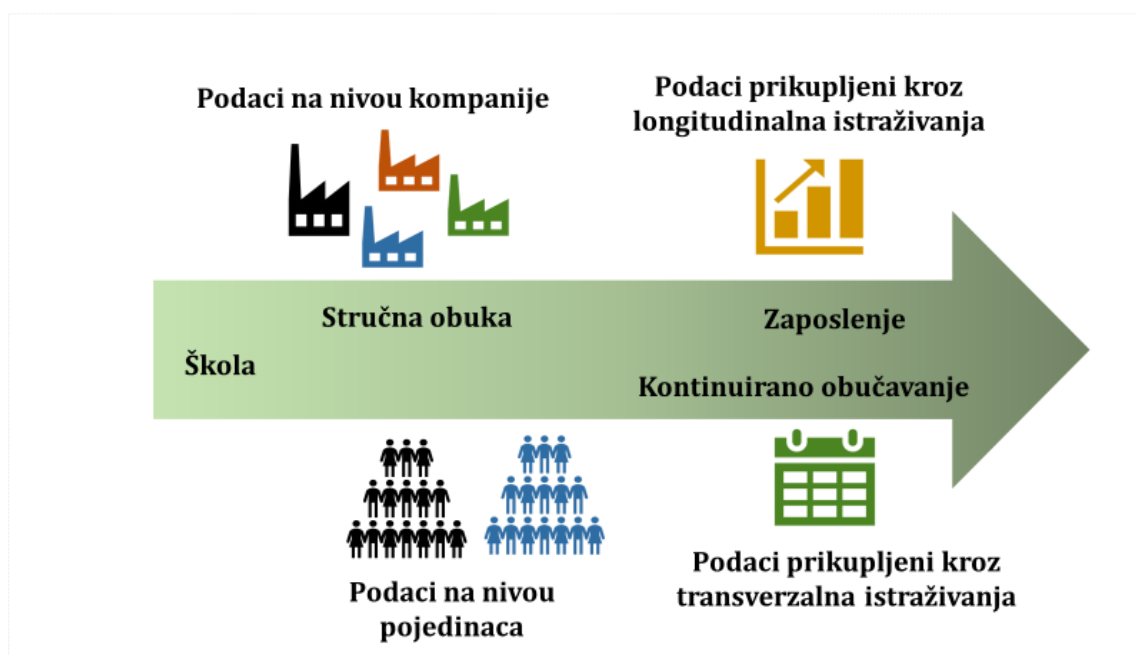 Podaci na nivou kompanije
Podaci prikupljeni kroz
longitudinalna istraživanja
Stručna obuka
Zaposlenje
Škola
Kontinuirano obučavanje
Podaci na nivou
pojedinaca
Podaci prikupljeni kroz
transverzalna istraživanja